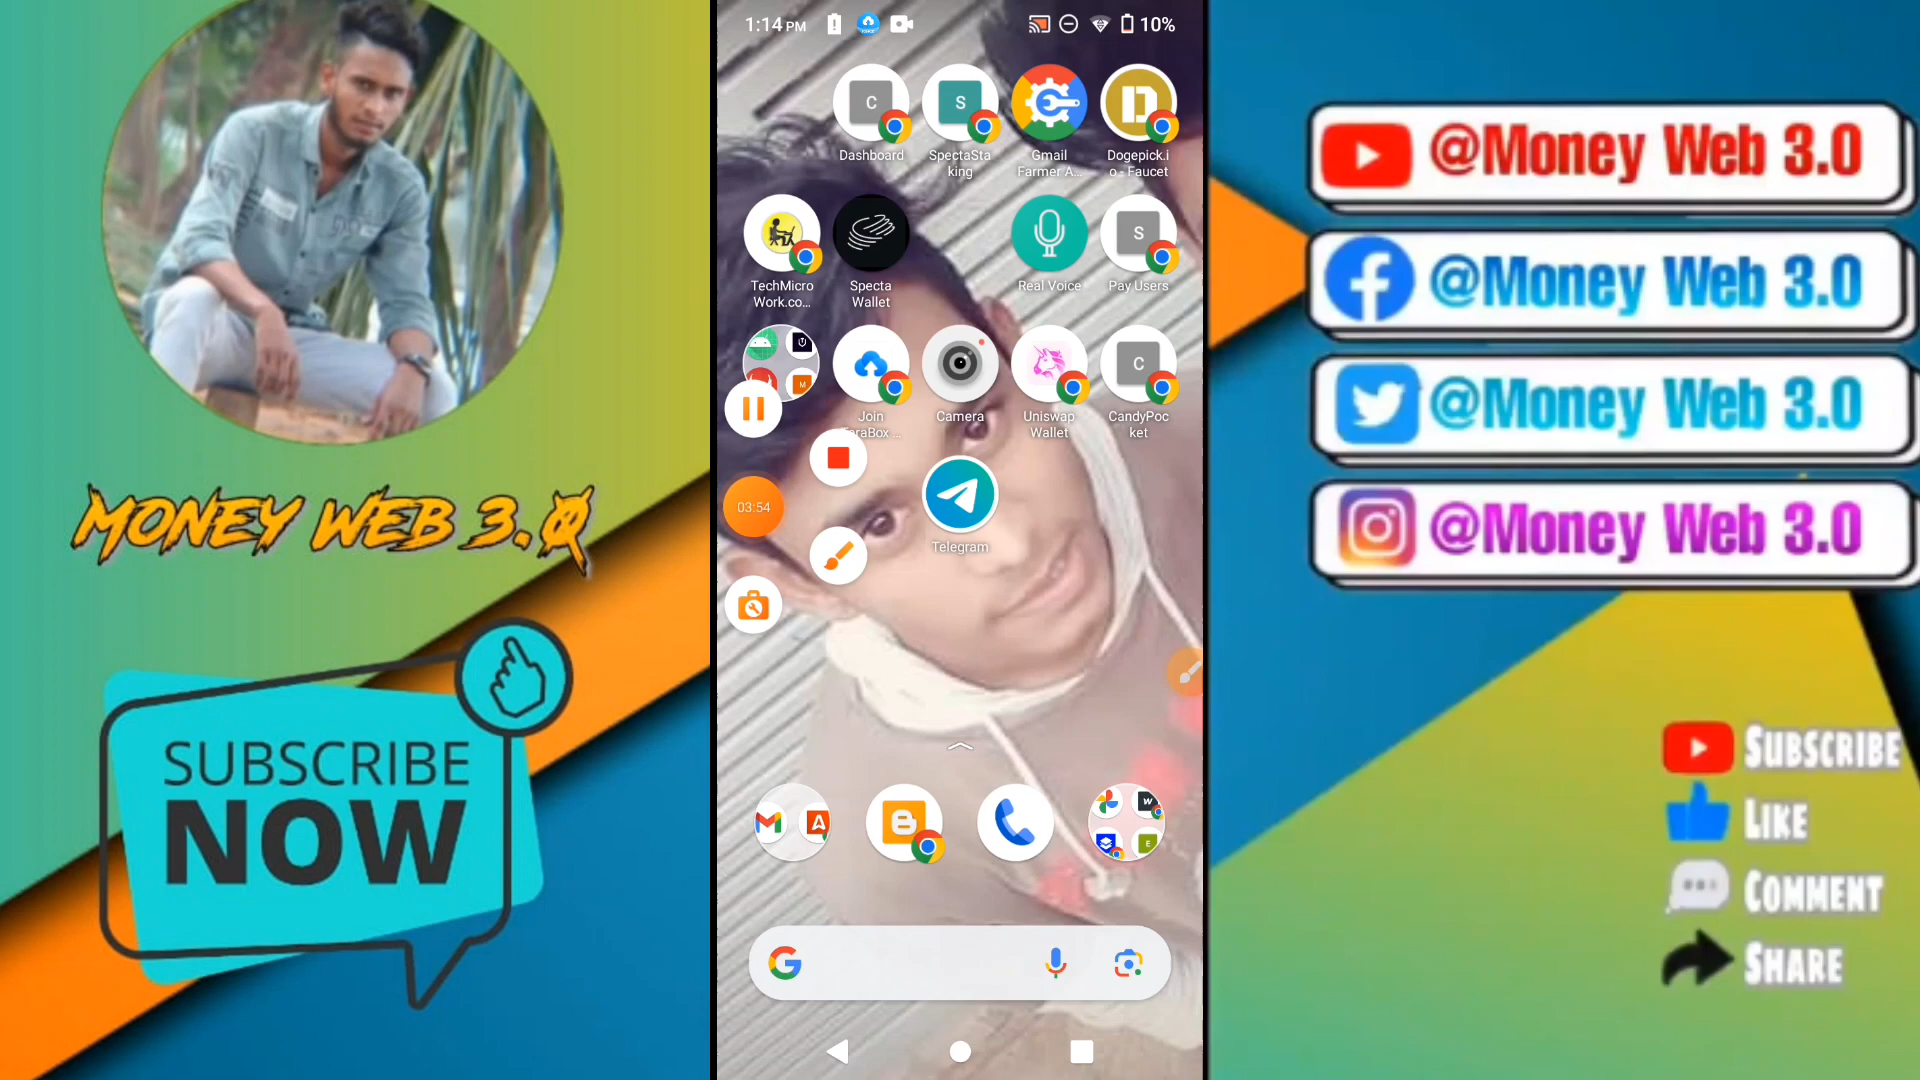 MONEY WEB 3.0
SUBSCRIBE
NOW
1:14 PM
10%
C
S
Dashboard
SpectaSta
king
Gmail
Farmer A...
Dogepick.i
o - Faucet
S
TechMicro
Work.co...
Specta
Wallet
Real Voice
Pay Users
M
C
Join
TeraBox ...
Camera
Uniswap
Wallet
CandyPoc
ket
03:54
Telegram
W
E
@Money Web 3.0
@Money Web 3.0
@Money Web 3.0
@Money Web 3.0
SUBSCRIBE
LIKE
COMMENT
SHARE